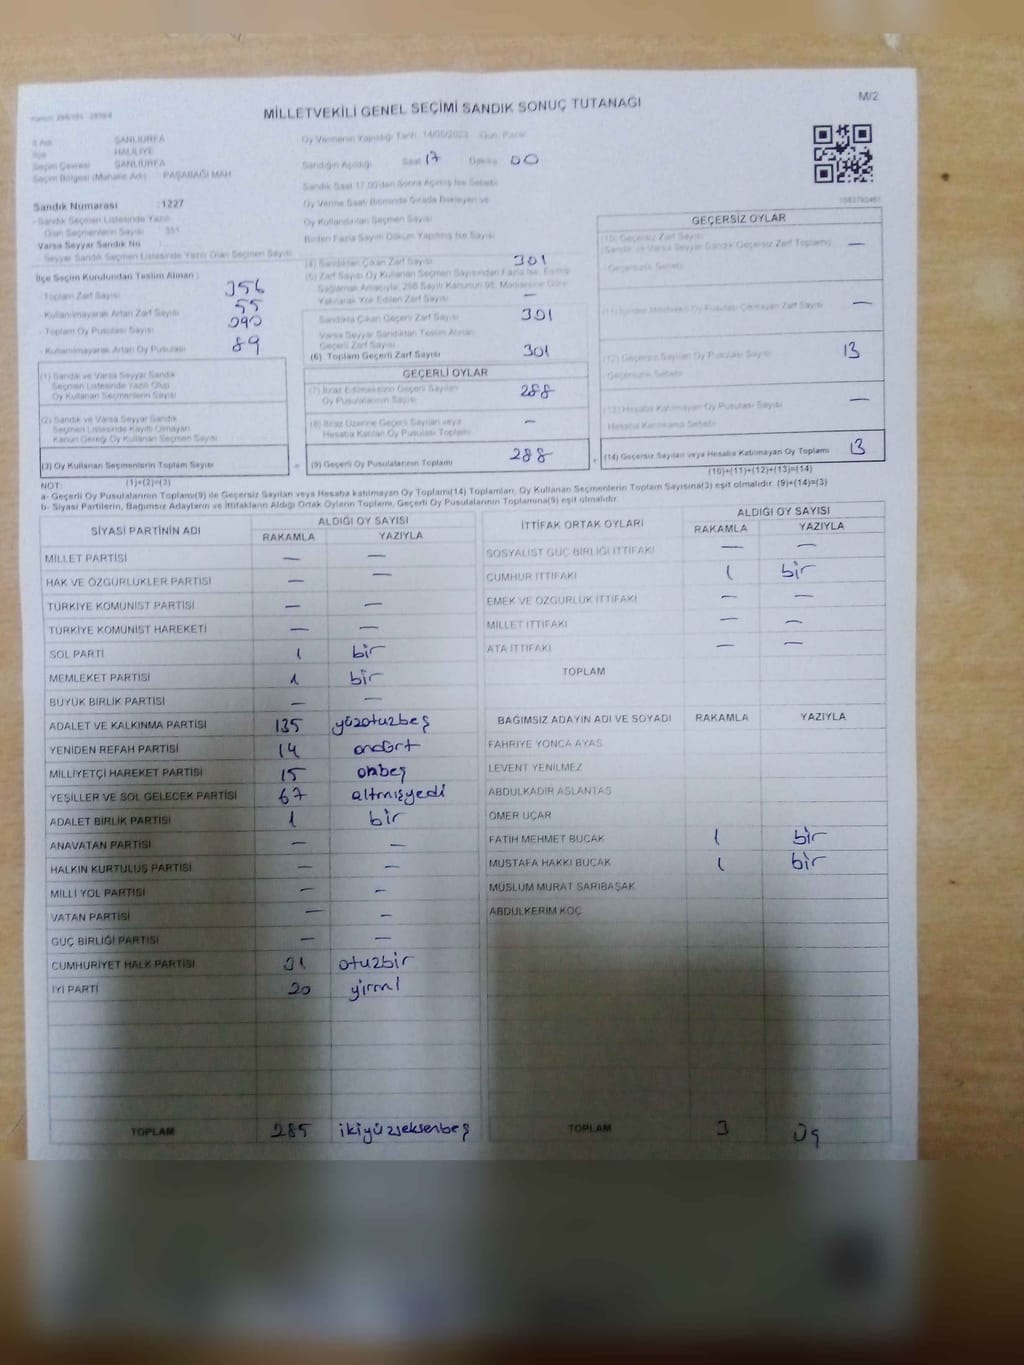 M/2
MİLLETVEKİLİ GENEL SEÇİMİ SANDIK SONUÇ TUTANAĞI
İl Adı ŞANLIURFA
İlçe HALİLİYE
Seçim Çevresi ŞANLIURFA
Seçim Bölgesi (Mahalle Adı) PAŞABAĞI MAH
Sandık Numarası : 1227
- Sandık Seçmen Listesinde Yazılı
Olan Seçmenlerin Sayısı
Varsa Seyyar Sandık No
Seyyar Sandık Seçmen Listesinde Yazılı Olan Seçmen Sayısı
İlçe Seçim Kurulundan Teslim Alınan :
- Toplam Zarf Sayısı 356
- Kullanılmayarak Artan Zarf Sayısı 55
- Toplam Oy Pusulası Sayısı
- Kullanılmayarak Artan Oy Pusulası 89
(1) Sandık ve Varsa Seyyar Sandık
Seçmen Listesinde Yazılı Olup
Oy Kullanan Seçmenlerin Sayısı
(2) Sandık ve Varsa Seyyar Sandık
Seçmen Listesinde Kayıtlı Olmayan
Kanun Gereği Oy Kullanan Seçmen Sayısı
(3) Oy Kullanan Seçmenlerin Toplam Sayısı
(1)+(2)=(3)
Oy Vermenin Yapıldığı Tarih : 14/05/2023 Gün: Pazar
Sandığın Açıldığı Saat 17 Dakika 00
Sandık Saat 17.00'den Sonra Açılmış İse Sebebi
Oy Verme Saati Bitiminde Sırada Bekleyen ve
Oy Kullandırılan Seçmen Sayısı
Birden Fazla Sayım Döküm Yapılmış İse Sayısı
(4) Sandıktan Çıkan Zarf Sayısı 301
(5) Zarf Sayısı Oy Kullanan Seçmen Sayısından Fazla İse, Eşitliği
Sağlamak Amacıyla, 298 Sayılı Kanunun 98. Maddesine Göre
Yakılarak Yok Edilen Zarf Sayısı —
Sandıkta Çıkan Geçerli Zarf Sayısı 301
Varsa Seyyar Sandıktan Teslim Alınan
Geçerli Zarf Sayısı
(6) Toplam Geçerli Zarf Sayısı 301
GEÇERLİ OYLAR
(7) İtiraz Edilmeksizin Geçerli Sayılan
Oy Pusulalarının Sayısı 288
(8) İtiraz Üzerine Geçerli Sayılan veya
Hesaba Katılan Oy Pusulası Toplamı —
= (9) Geçerli Oy Pusulalarının Toplamı 288 +
GEÇERSİZ OYLAR
(10) Geçersiz Zarf Sayısı
(Sandık ve Varsa Seyyar Sandık Geçersiz Zarf Toplamı) —
- Geçersizlik Sebebi
(11) İçinden Milletvekili Oy Pusulası Çıkmayan Zarf Sayısı —
(12) Geçersiz Sayılan Oy Pusulası Sayısı 13
- Geçersizlik Sebebi
(13) Hesaba Katılmayan Oy Pusulası Sayısı —
Hesaba Katılmama Sebebi
(14) Geçersiz Sayılan veya Hesaba Katılmayan Oy Toplamı 13
(10)+(11)+(12)+(13)=(14)
NOT:
a- Geçerli Oy Pusulalarının Toplamı(9) ile Geçersiz Sayılan veya Hesaba katılmayan Oy Toplamı(14) Toplamları, Oy Kullanan Seçmenlerin Toplam Sayısına(3) eşit olmalıdır. (9)+(14)=(3)
b- Siyasi Partilerin, Bağımsız Adayların ve İttifakların Aldığı Ortak Oyların Toplamı, Geçerli Oy Pusulalarının Toplamına(9) eşit olmalıdır.
SİYASİ PARTİNİN ADI ALDIĞI OY SAYISI
RAKAMLA YAZIYLA
MİLLET PARTİSİ — —
HAK VE ÖZGÜRLÜKLER PARTİSİ — —
TÜRKİYE KOMÜNİST PARTİSİ — —
TÜRKİYE KOMÜNİST HAREKETİ — —
SOL PARTİ 1 bir
MEMLEKET PARTİSİ 1 bir
BÜYÜK BİRLİK PARTİSİ — —
ADALET VE KALKINMA PARTİSİ 135 yüzotuzbeş
YENİDEN REFAH PARTİSİ 14 ondört
MİLLİYETÇİ HAREKET PARTİSİ 15 onbeş
YEŞİLLER VE SOL GELECEK PARTİSİ 67 altmışyedi
ADALET BİRLİK PARTİSİ 1 bir
ANAVATAN PARTİSİ — —
HALKIN KURTULUŞ PARTİSİ — —
MİLLİ YOL PARTİSİ — —
VATAN PARTİSİ — —
GÜÇ BİRLİĞİ PARTİSİ — —
CUMHURİYET HALK PARTİSİ 31 otuzbir
İYİ PARTİ 20 yirmi
TOPLAM 285 ikiyüzseksenbeş
İTTİFAK ORTAK OYLARI ALDIĞI OY SAYISI
RAKAMLA YAZIYLA
SOSYALİST GÜÇ BİRLİĞİ İTTİFAKI — —
CUMHUR İTTİFAKI 1 bir
EMEK VE ÖZGÜRLÜK İTTİFAKI — —
MİLLET İTTİFAKI — —
ATA İTTİFAKI — —
TOPLAM
BAĞIMSIZ ADAYIN ADI VE SOYADI RAKAMLA YAZIYLA
FAHRİYE YONCA AYAS
LEVENT YENİLMEZ
ABDULKADİR ASLANTAŞ
ÖMER UÇAR
FATİH MEHMET BUCAK 1 bir
MUSTAFA HAKKI BUCAK 1 bir
MÜSLÜM MURAT SARIBAŞAK
ABDULKERİM KOÇ
TOPLAM 3 üç